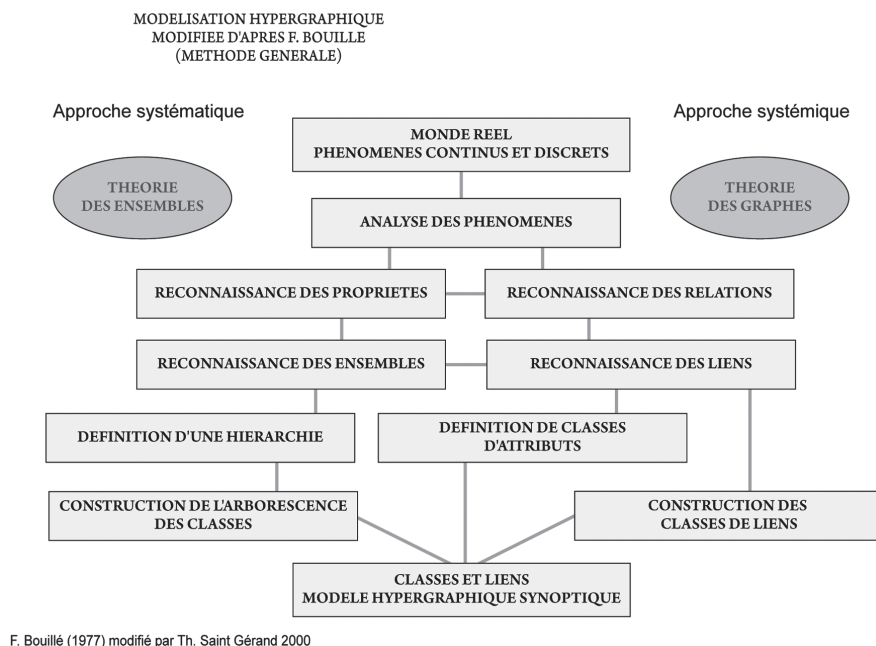 MODELISATION HYPERGRAPHIQUE
MODIFIEE D'APRES F. BOUILLE
(METHODE GENERALE)
Approche systématique
Approche systémique
MONDE REEL
PHENOMENES CONTINUS ET DISCRETS
THEORIE
DES ENSEMBLES
THEORIE
DES GRAPHES
ANALYSE DES PHENOMENES
RECONNAISSANCE DES PROPRIETES
RECONNAISSANCE DES RELATIONS
RECONNAISSANCE DES ENSEMBLES
RECONNAISSANCE DES LIENS
DEFINITION D'UNE HIERARCHIE
DEFINITION DE CLASSES
D'ATTRIBUTS
CONSTRUCTION DE L'ARBORESCENCE
DES CLASSES
CONSTRUCTION DES
CLASSES DE LIENS
CLASSES ET LIENS
MODELE HYPERGRAPHIQUE SYNOPTIQUE
F. Bouillé (1977) modifié par Th. Saint Gérand 2000